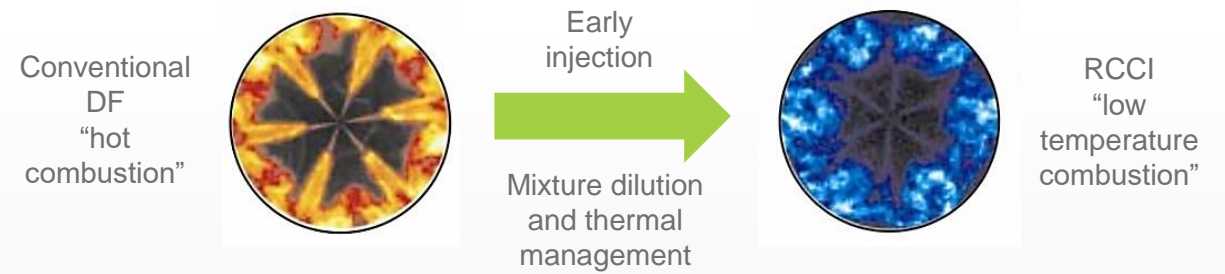 Conventional
DF
“hot
combustion”
Early
injection
Mixture dilution
and thermal
management
RCCI
“low
temperature
combustion”